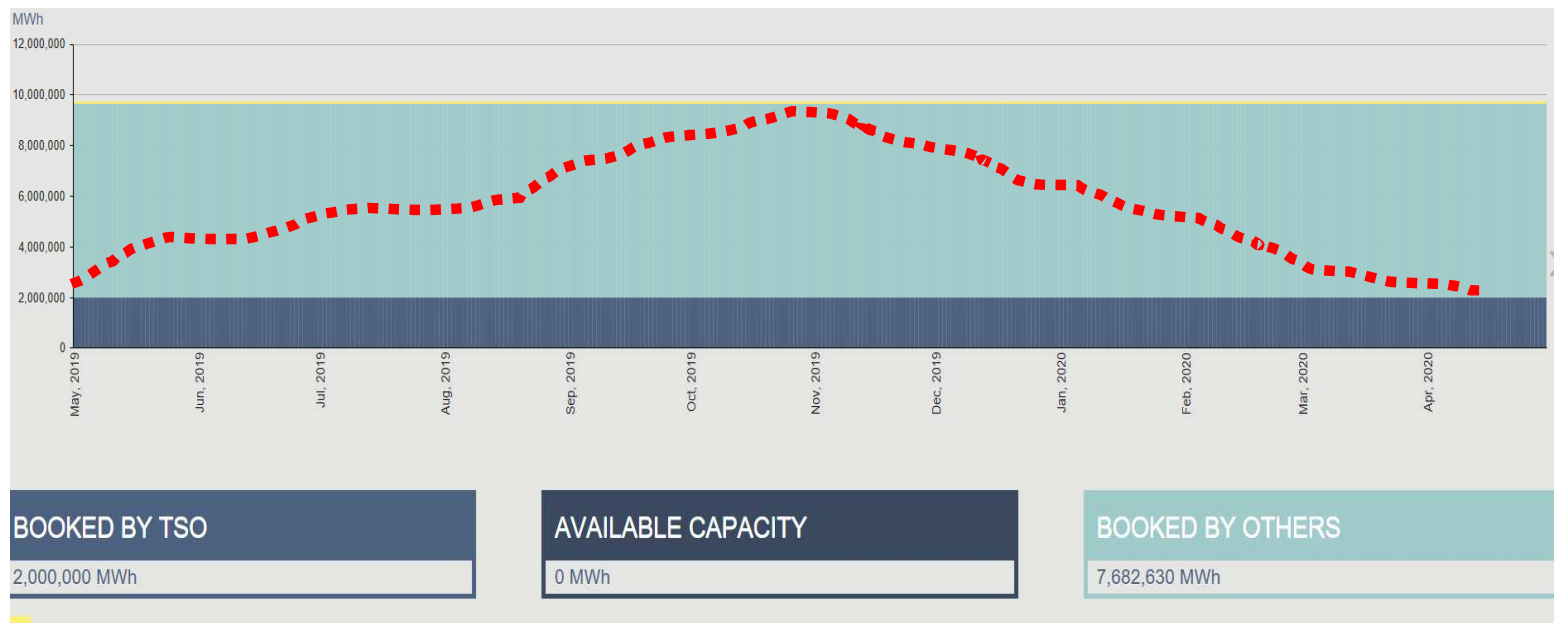 MWh
12,000,000
10,000,000
8,000,000
6,000,000
4,000,000
2,000,000
0
May, 2019
Jun, 2019
Jul, 2019
Aug. 2019
Sep, 2019
Oct, 2019
Nov, 2019
Dec, 2019
Jan, 2020
Feb, 2020
Mar, 2020
Apr, 2020
BOOKED BY TSO
2,000,000 MWh
AVAILABLE CAPACITY
0 MWh
BOOKED BY OTHERS
7,682,630 MWh